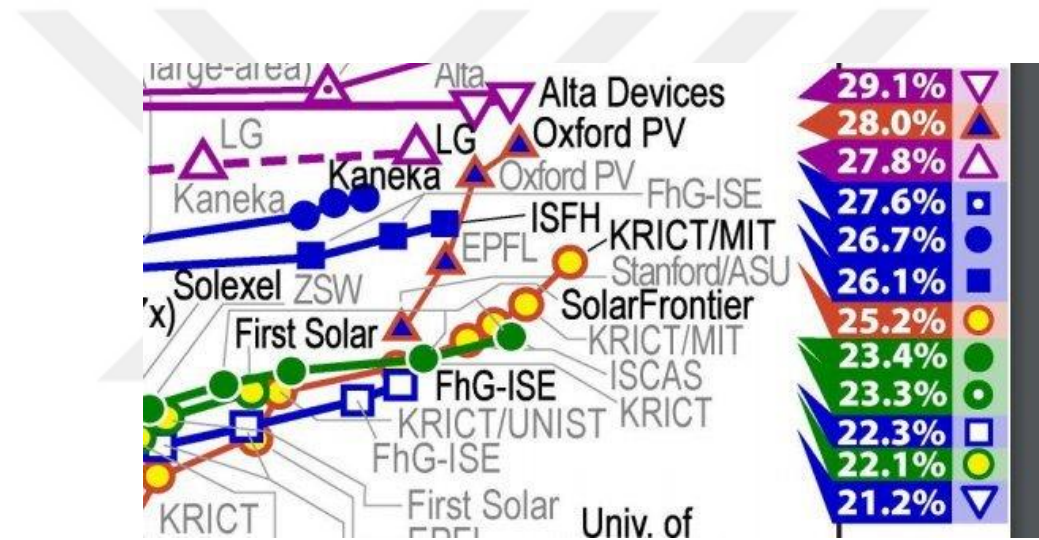 large-area)
Alta
Alta Devices
LG
LG
Oxford PV
Kaneka
Kaneka
Oxford PV
FhG-ISE
ISFH
KRICT/MIT
EPFL
Stanford/ASU
Solexel
ZSW
SolarFrontier
x)
First Solar
KRICT/MIT
ISCAS
FhG-ISE
KRICT/UNIST
KRICT
FhG-ISE
First Solar
KRICT
EPFL
Univ. of
29.1%
28.0%
27.8%
27.6%
26.7%
26.1%
25.2%
23.4%
23.3%
22.3%
22.1%
21.2%